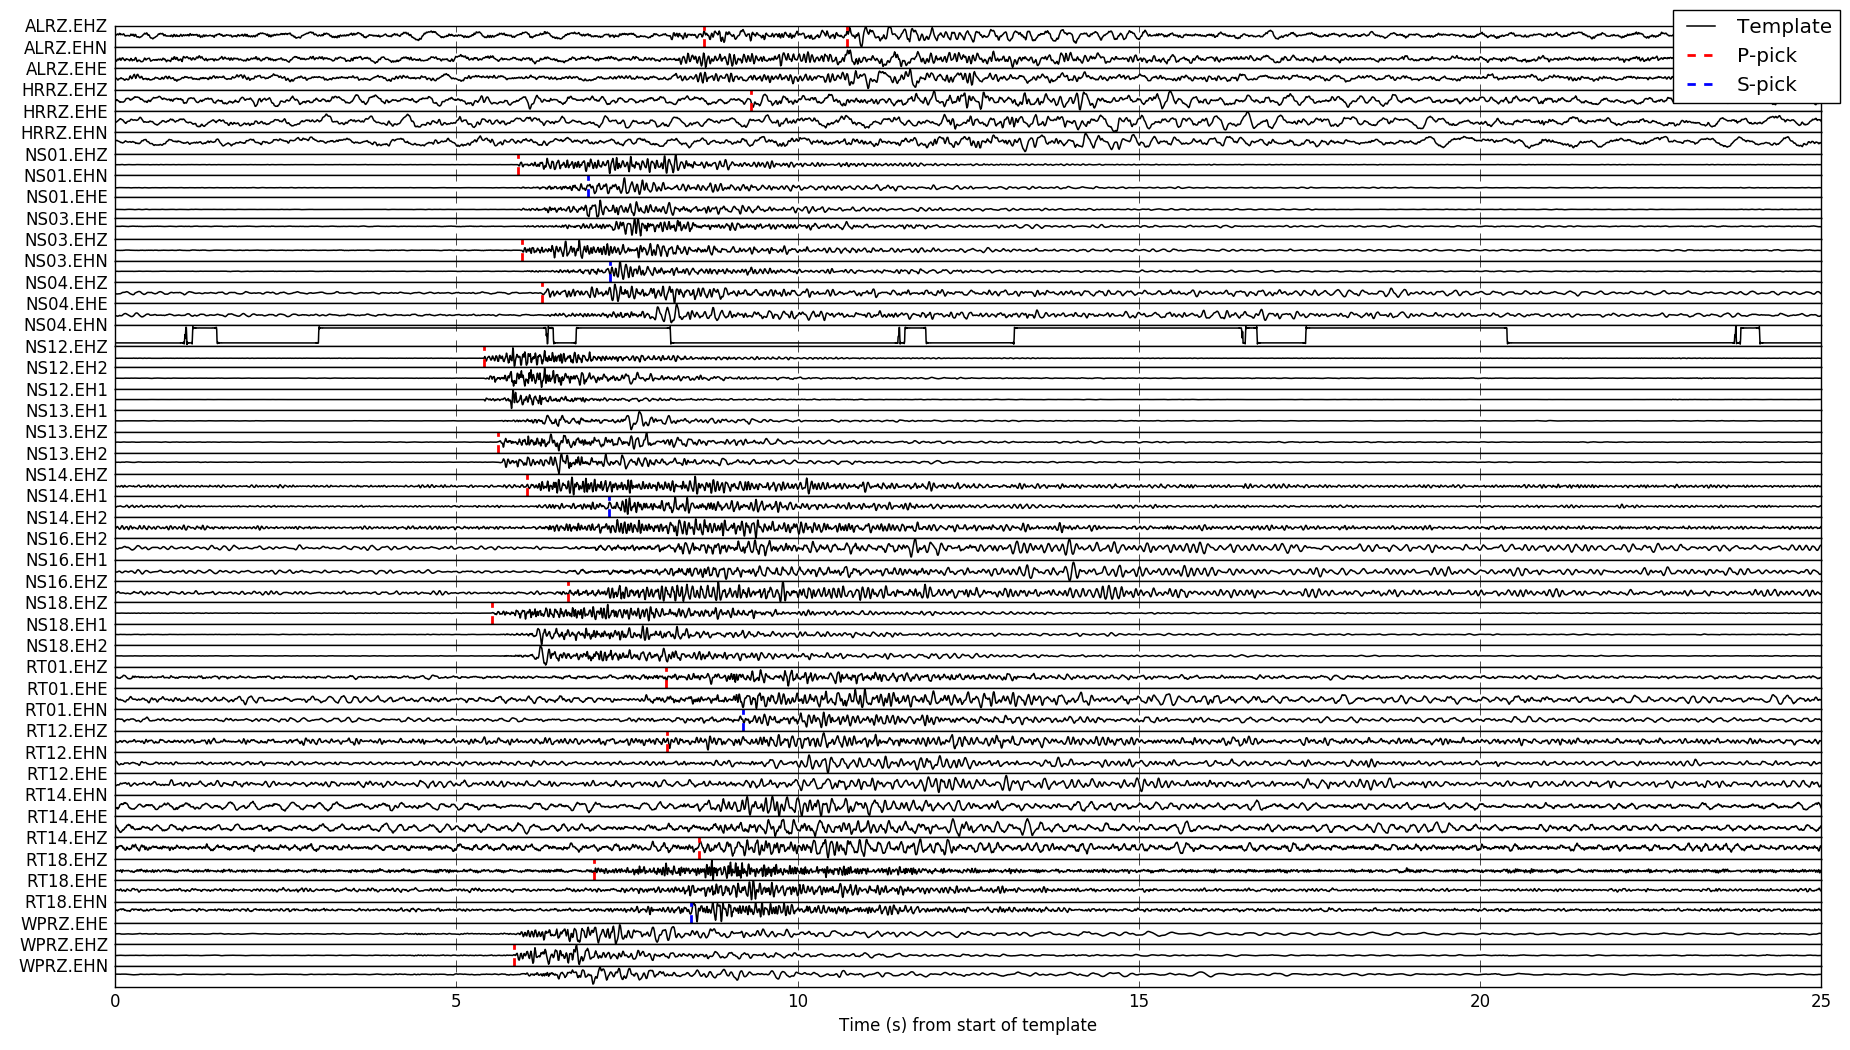 ALRZ.EHZ
ALRZ.EHN
ALRZ.EHE
HRRZ.EHZ
HRRZ.EHE
HRRZ.EHN
NS01.EHZ
NS01.EHN
NS01.EHE
NS03.EHE
NS03.EHZ
NS03.EHN
NS04.EHZ
NS04.EHE
NS04.EHN
NS12.EHZ
NS12.EH2
NS12.EH1
NS13.EH1
NS13.EHZ
NS13.EH2
NS14.EHZ
NS14.EH1
NS14.EH2
NS16.EH2
NS16.EH1
NS16.EHZ
NS18.EHZ
NS18.EH1
NS18.EH2
RT01.EHZ
RT01.EHE
RT01.EHN
RT12.EHZ
RT12.EHN
RT12.EHE
RT14.EHN
RT14.EHE
RT14.EHZ
RT18.EHZ
RT18.EHE
RT18.EHN
WPRZ.EHE
WPRZ.EHZ
WPRZ.EHN
Template
P-pick
S-pick
0 5 10 15 20 25
Time (s) from start of template